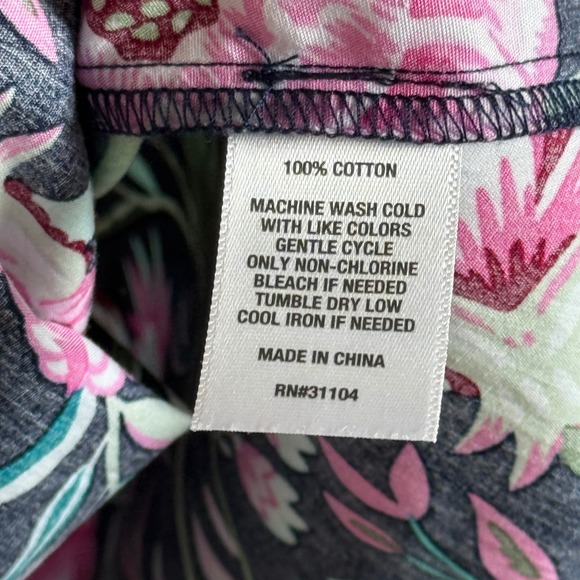 100% COTTON
MACHINE WASH COLD
WITH LIKE COLORS
GENTLE CYCLE
ONLY NON-CHLORINE
BLEACH IF NEEDED
TUMBLE DRY LOW
COOL IRON IF NEEDED
MADE IN CHINA
RN#31104